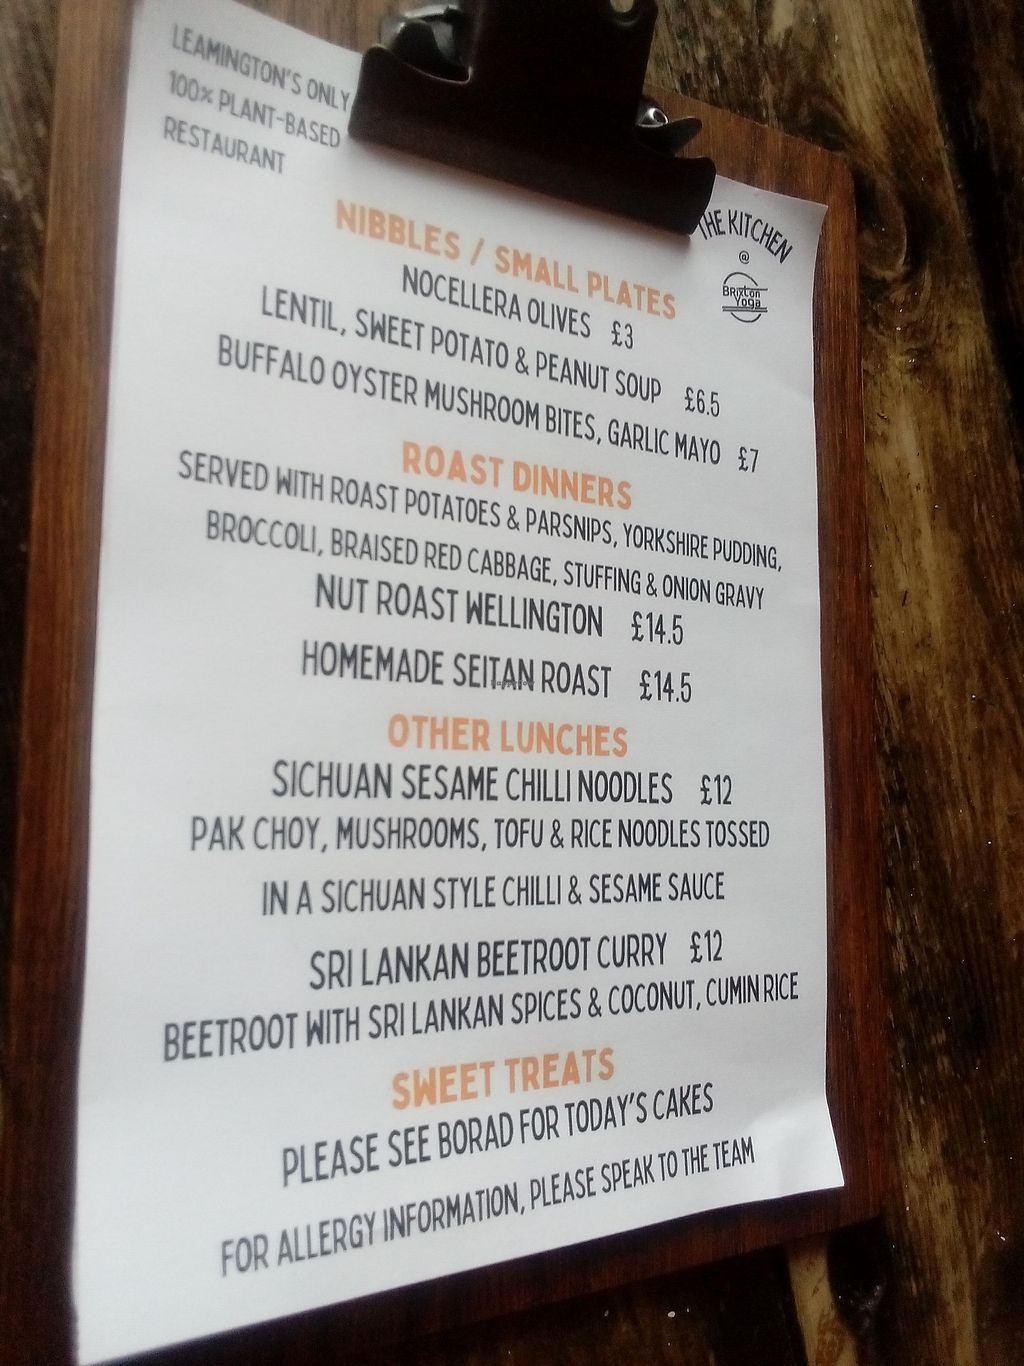 LEAMINGTON'S ONLY
100% PLANT-BASED
RESTAURANT
THE KITCHEN
@
BRIXTON
YOGA
NIBBLES / SMALL PLATES
NOCELLERA OLIVES £3
LENTIL, SWEET POTATO & PEANUT SOUP £6.5
BUFFALO OYSTER MUSHROOM BITES, GARLIC MAYO £7
ROAST DINNERS
SERVED WITH ROAST POTATOES & PARSNIPS, YORKSHIRE PUDDING,
BROCCOLI, BRAISED RED CABBAGE, STUFFING & ONION GRAVY
NUT ROAST WELLINGTON £14.5
HOMEMADE SEITAN ROAST £14.5
OTHER LUNCHES
SICHUAN SESAME CHILLI NOODLES £12
PAK CHOY, MUSHROOMS, TOFU & RICE NOODLES TOSSED
IN A SICHUAN STYLE CHILLI & SESAME SAUCE
SRI LANKAN BEETROOT CURRY £12
BEETROOT WITH SRI LANKAN SPICES & COCONUT, CUMIN RICE
SWEET TREATS
PLEASE SEE BORAD FOR TODAY'S CAKES
FOR ALLERGY INFORMATION, PLEASE SPEAK TO THE TEAM